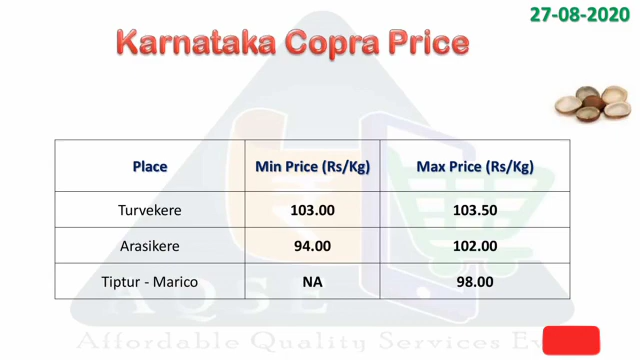 27-08-2020
Karnataka Copra Price
Place Min Price (Rs/Kg) Max Price (Rs/Kg)
Turvekere 103.00 103.50
Arasikere 94.00 102.00
Tiptur - Marico NA 98.00
AQSE
Affordable Quality Services